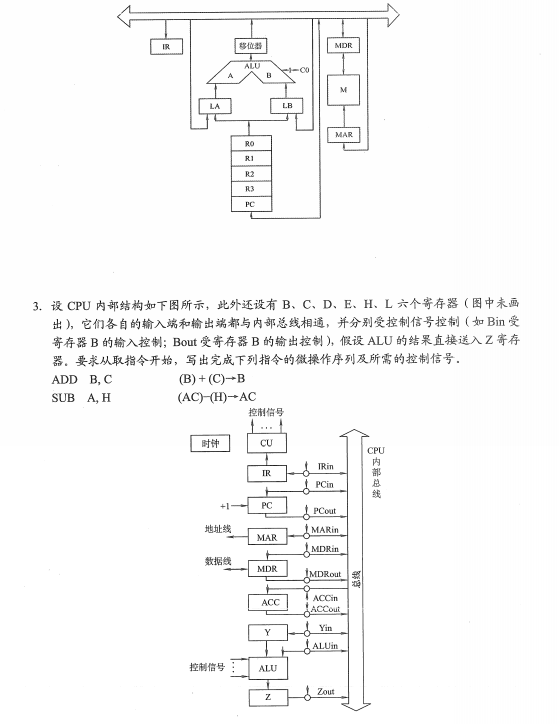 IR
移位器
MDR
ALU
C0
A
B
M
LA
LB
MAR
R0
R1
R2
R3
PC
3. 设 CPU 内部结构如下图所示，此外还设有 B、C、D、E、H、L 六个寄存器（图中未画
出），它们各自的输入端和输出端都与内部总线相通，并分别受控制信号控制（如 Bin 受
寄存器 B 的输入控制；Bout 受寄存器 B 的输出控制），假设 ALU 的结果直接送入 Z 寄存
器。要求从取指令开始，写出完成下列指令的微操作序列及所需的控制信号。
ADD B, C (B) + (C)→B
SUB A, H (AC)-(H)→AC
控制信号
...
时钟
CU
CPU
内
部
总
线
IR
IRin
PCin
+1
PC
PCout
地址线
MAR
MARin
MDRin
数据线
MDR
MDRout
总线
ACCin
ACC
ACCout
Y
Yin
ALUin
控制信号
ALU
Z
Zout